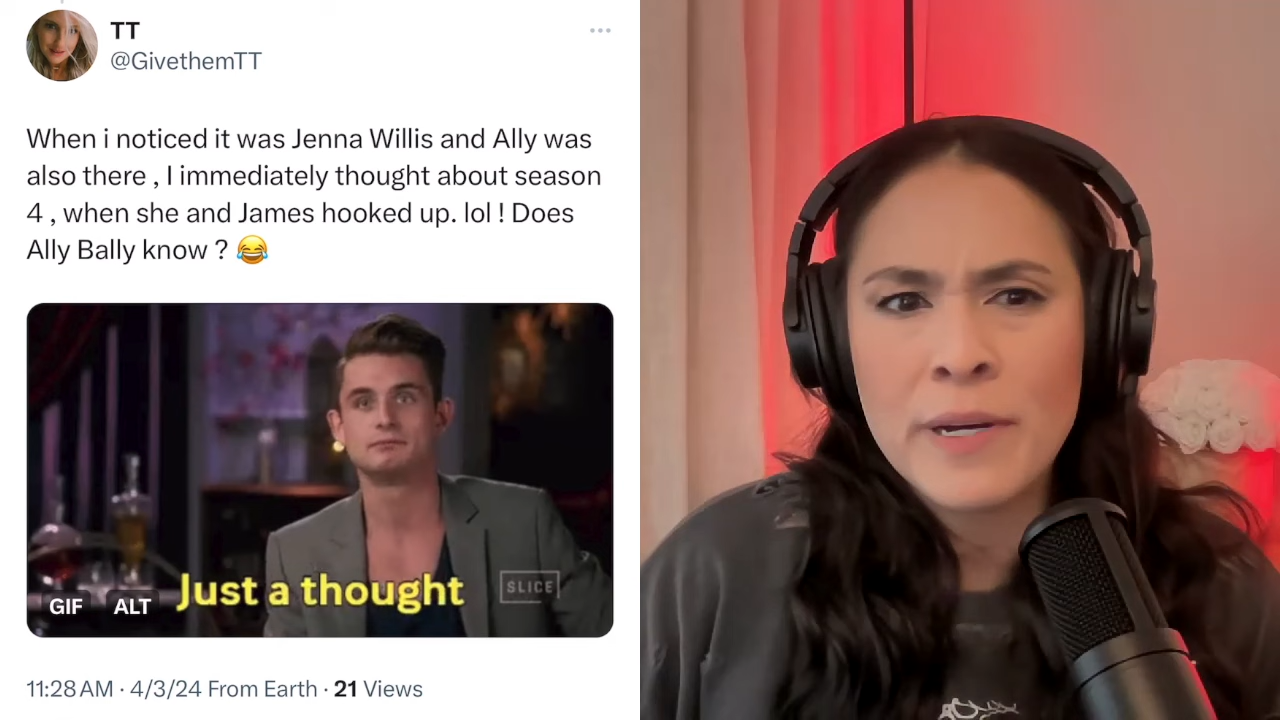 TT
@GivethemTT
When i noticed it was Jenna Willis and Ally was
also there , I immediately thought about season
4 , when she and James hooked up. lol ! Does
Ally Bally know ? 😂
Just a thought
SLICE
GIF ALT
11:28 AM · 4/3/24 From Earth · 21 Views